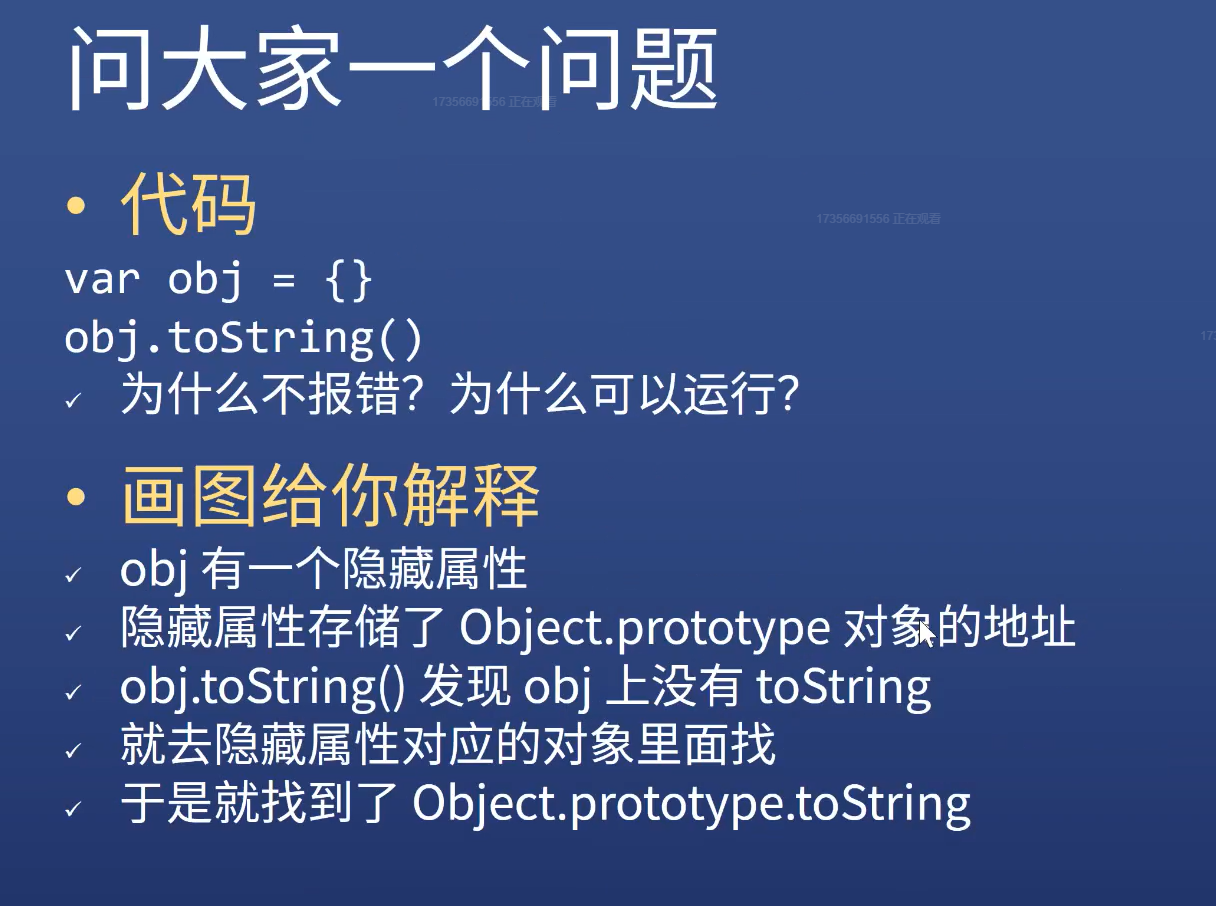 问大家一个问题
17356691556 正在观看
17356691556 正在观看
• 代码
var obj = {}
obj.toString()
✓ 为什么不报错？为什么可以运行？
• 画图给你解释
✓ obj 有一个隐藏属性
✓ 隐藏属性存储了 Object.prototype 对象的地址
✓ obj.toString() 发现 obj 上没有 toString
✓ 就去隐藏属性对应的对象里面找
✓ 于是就找到了 Object.prototype.toString